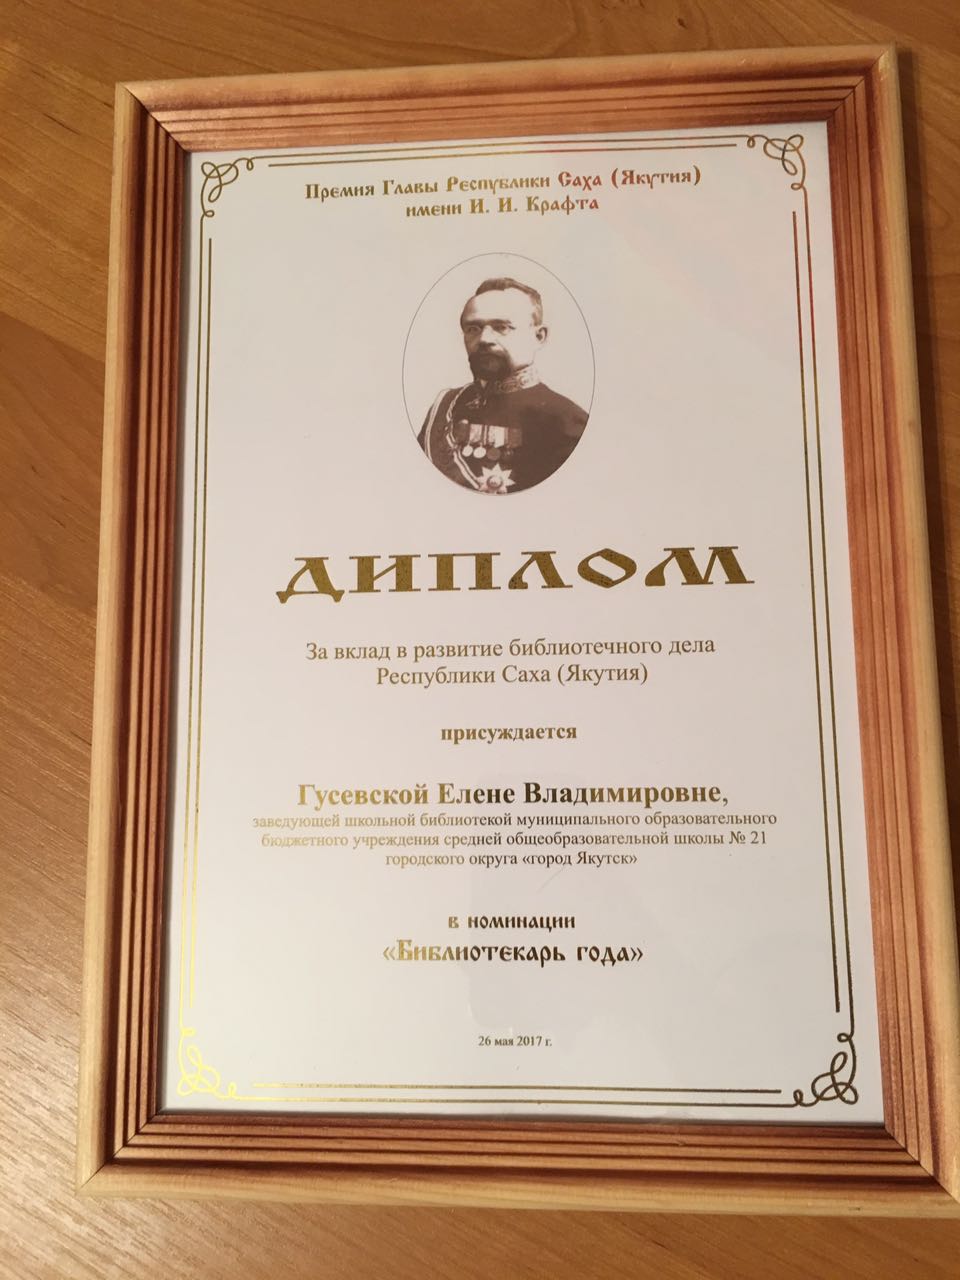 Премия Главы Республики Саха (Якутия)
имени И. И. Крафта
ДИПЛОМ
За вклад в развитие библиотечного дела
Республики Саха (Якутия)
присуждается
Гусевской Елене Владимировне,
заведующей школьной библиотекой муниципального образовательного
бюджетного учреждения средней общеобразовательной школы № 21
городского округа «город Якутск»
в номинации
«Библиотекарь года»
26 мая 2017 г.